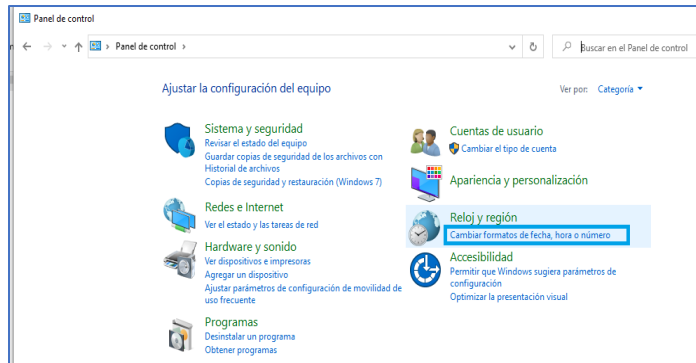 Panel de control
Panel de control
Buscar en el Panel de control
Ajustar la configuración del equipo
Ver por: Categoría
Sistema y seguridad
Revisar el estado del equipo
Guardar copias de seguridad de los archivos con
Historial de archivos
Copias de seguridad y restauración (Windows 7)
Redes e Internet
Ver el estado y las tareas de red
Hardware y sonido
Ver dispositivos e impresoras
Agregar un dispositivo
Ajustar parámetros de configuración de movilidad de
uso frecuente
Programas
Desinstalar un programa
Obtener programas
Cuentas de usuario
Cambiar el tipo de cuenta
Apariencia y personalización
Reloj y región
Cambiar formatos de fecha, hora o número
Accesibilidad
Permitir que Windows sugiera parámetros de
configuración
Optimizar la presentación visual